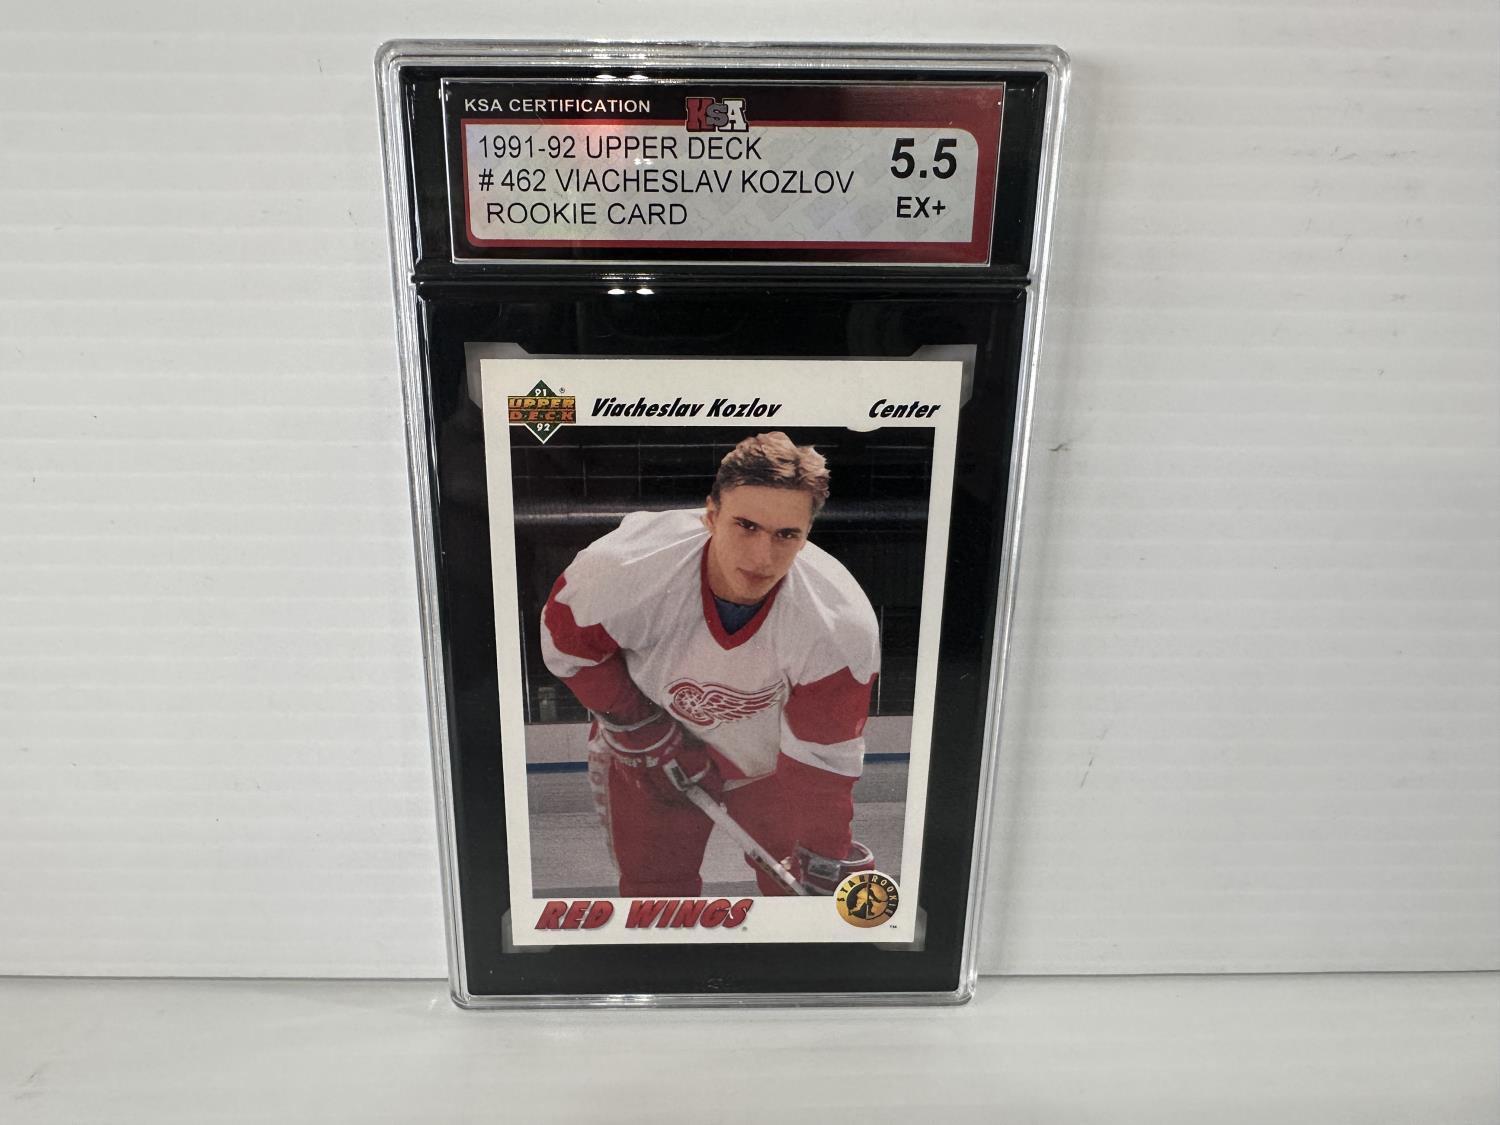 KSA CERTIFICATION KSA
1991-92 UPPER DECK
# 462 VIACHESLAV KOZLOV
ROOKIE CARD
5.5
EX+
91
UPPER
DECK
92
Viacheslav Kozlov
Center
RED WINGS
STAR ROOKIE